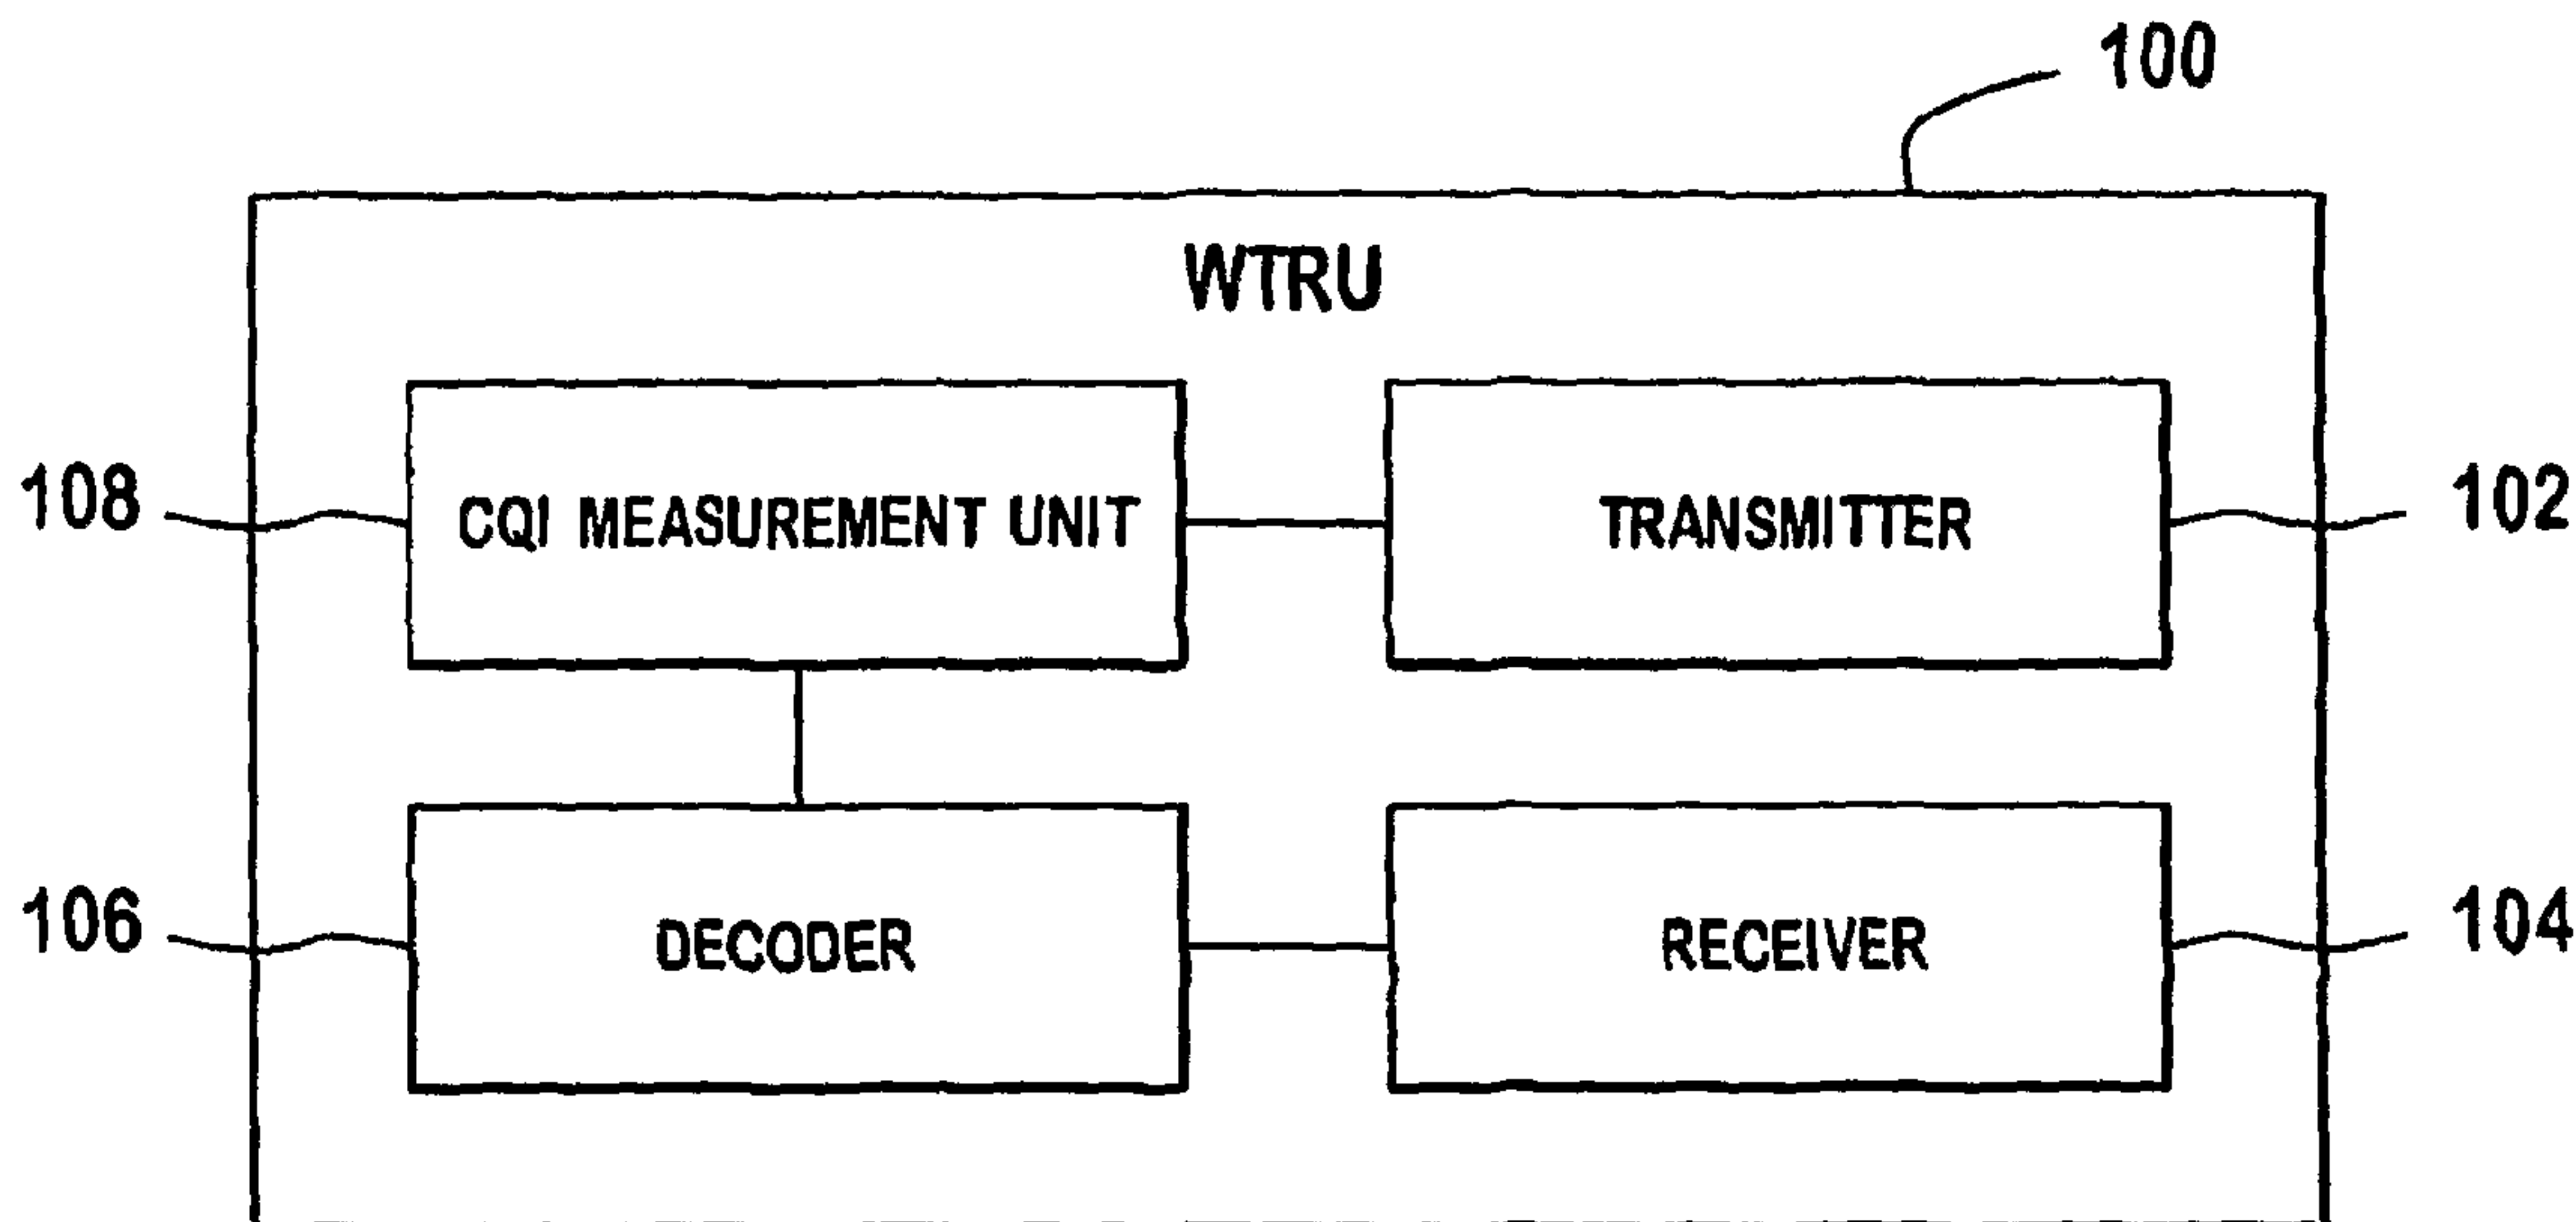 100
WTRU
108 CQI MEASUREMENT UNIT TRANSMITTER 102
106 DECODER RECEIVER 104